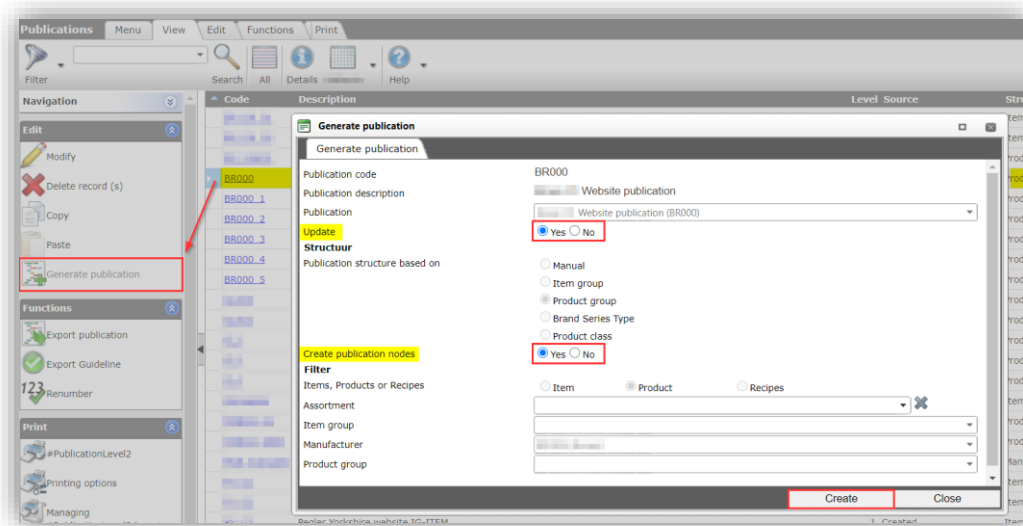 Publications Menu View Edit Functions Print
Filter Search All Details Help
Navigation
Edit
Modify
Delete record (s)
Copy
Paste
Generate publication
Functions
Export publication
Export Guideline
123 Renumber
Print
#PublicationLevel2
Printing options
Managing
Code Description Level Source
BR000
BR000_1
BR000_2
BR000_3
BR000_4
BR000_5
Generate publication
Generate publication
Publication code BR000
Publication description Website publication
Publication Website publication (BR000)
Update Yes No
Structuur
Publication structure based on Manual
Item group
Product group
Brand Series Type
Product class
Create publication nodes Yes No
Filter
Items, Products or Recipes Item Product Recipes
Assortment
Item group
Manufacturer
Product group
Create Close
Regler Yorkshire website IG-ITEM 1 Created